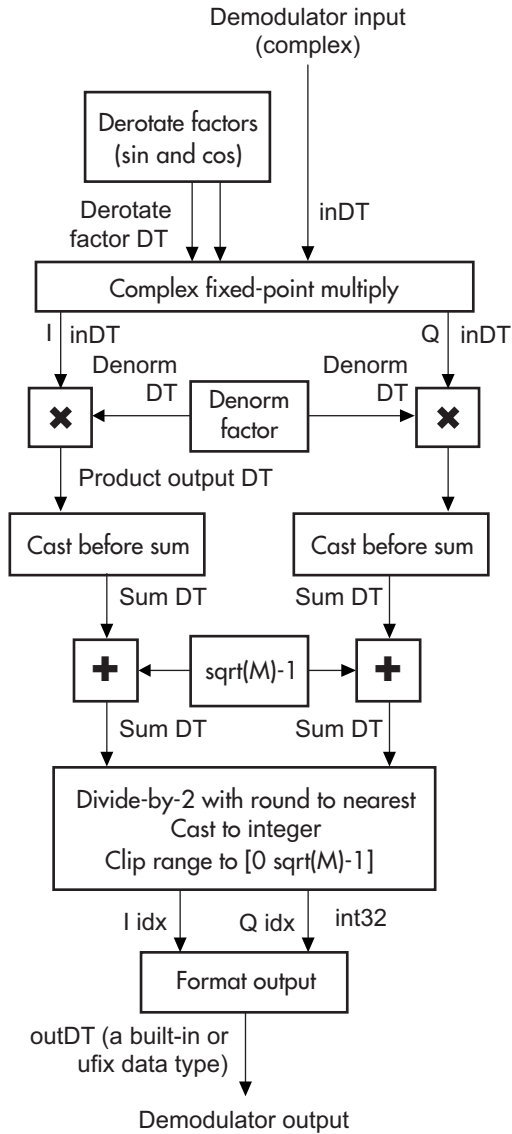 Demodulator input
(complex)
Derotate factors
(sin and cos)
Derotate
factor DT
inDT
Complex fixed-point multiply
I
inDT
Q
inDT
Denorm
DT
Denorm
DT
Denorm
factor
Product output DT
Cast before sum
Cast before sum
Sum DT
Sum DT
sqrt(M)-1
Sum DT
Sum DT
Divide-by-2 with round to nearest
Cast to integer
Clip range to [0 sqrt(M)-1]
I idx
Q idx
int32
Format output
outDT (a built-in or
ufix data type)
Demodulator output